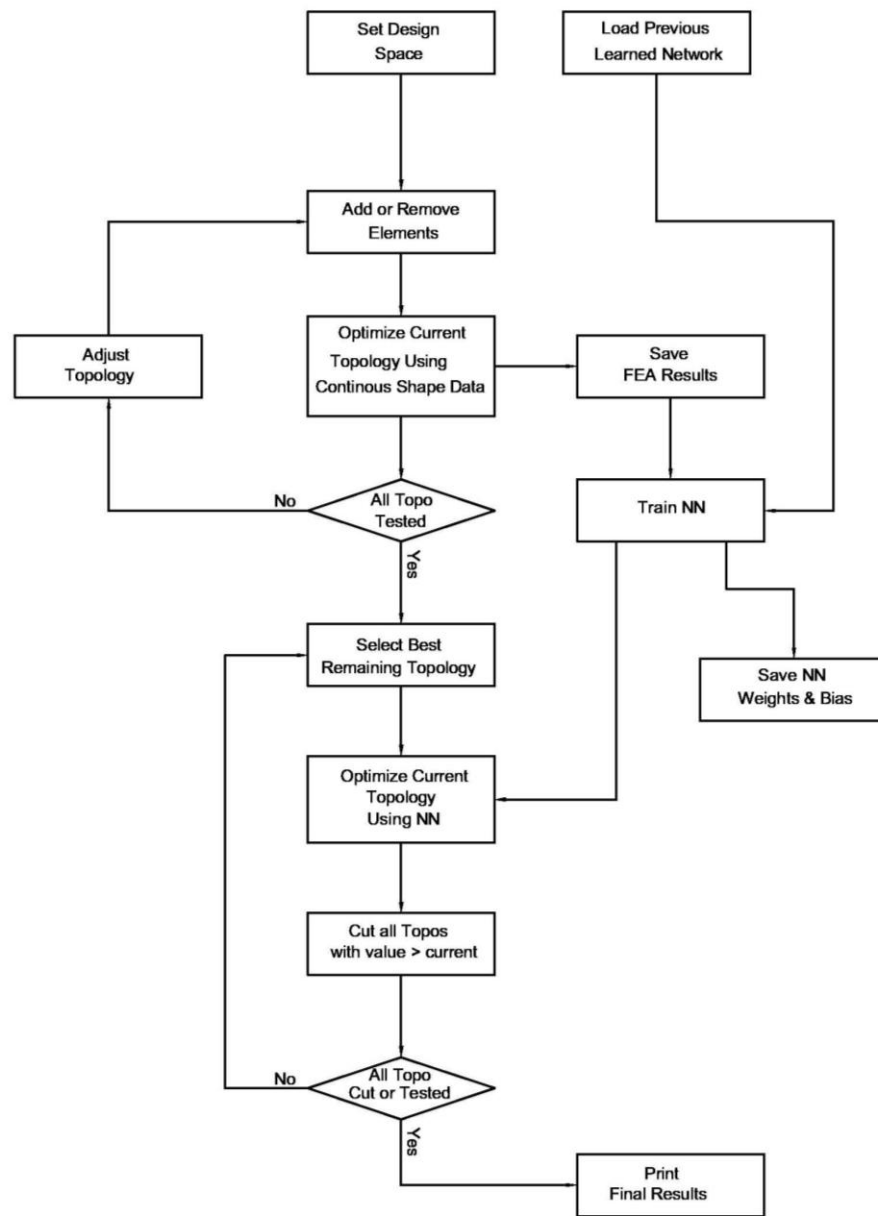 Set Design
Space
Load Previous
Learned Network
Add or Remove
Elements
Adjust
Topology
Optimize Current
Topology Using
Continous Shape Data
Save
FEA Results
No
All Topo
Tested
Train NN
Yes
Select Best
Remaining Topology
Save NN
Weights & Bias
Optimize Current
Topology
Using NN
Cut all Topos
with value > current
No
All Topo
Cut or Tested
Yes
Print
Final Results